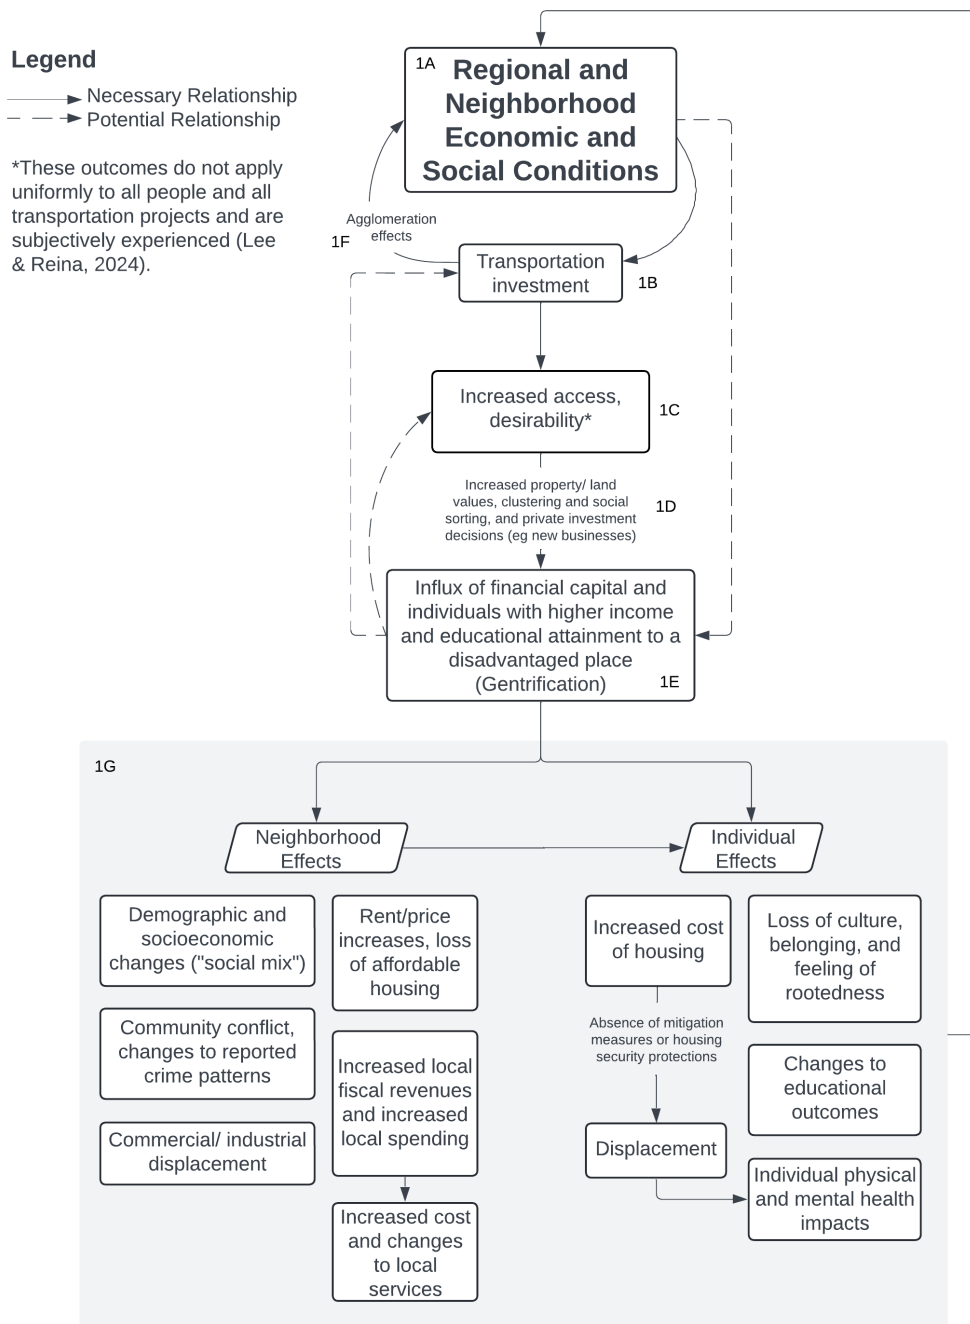 Legend
Necessary Relationship
Potential Relationship
*These outcomes do not apply
uniformly to all people and all
transportation projects and are
subjectively experienced (Lee
& Reina, 2024).
1A
Regional and
Neighborhood
Economic and
Social Conditions
Agglomeration
effects
1F
Transportation
investment
1B
Increased access,
desirability*
1C
Increased property/ land
values, clustering and social
sorting, and private investment
decisions (eg new businesses)
1D
Influx of financial capital and
individuals with higher income
and educational attainment to a
disadvantaged place
(Gentrification)
1E
1G
Neighborhood
Effects
Individual
Effects
Demographic and
socioeconomic
changes ("social mix")
Community conflict,
changes to reported
crime patterns
Commercial/ industrial
displacement
Rent/price
increases, loss
of affordable
housing
Increased local
fiscal revenues
and increased
local spending
Increased cost
and changes
to local
services
Increased cost
of housing
Absence of mitigation
measures or housing
security protections
Displacement
Loss of culture,
belonging, and
feeling of
rootedness
Changes to
educational
outcomes
Individual physical
and mental health
impacts